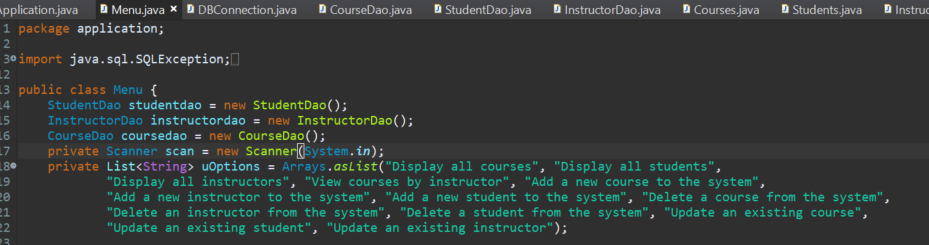 Application.java Menu.java × DBConnection.java CourseDao.java StudentDao.java InstructorDao.java Courses.java Students.java
1 package application;
2
3 import java.sql.SQLException;
12
13 public class Menu {
14 StudentDao studentdao = new StudentDao();
15 InstructorDao instructordao = new InstructorDao();
16 CourseDao coursedao = new CourseDao();
17 private Scanner scan = new Scanner(System.in);
18 private List<String> uOptions = Arrays.asList("Display all courses", "Display all students",
19 "Display all instructors", "View courses by instructor", "Add a new course to the system",
20 "Add a new instructor to the system", "Add a new student to the system", "Delete a course from the system",
21 "Delete an instructor from the system", "Delete a student from the system", "Update an existing course",
22 "Update an existing student", "Update an existing instructor");
23